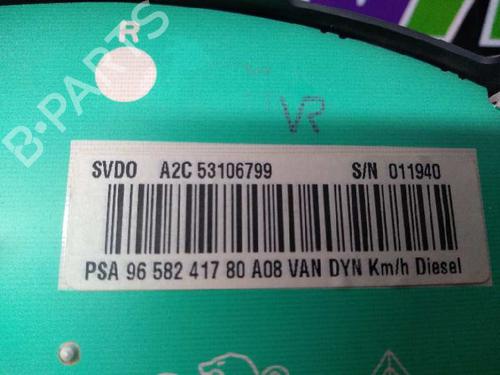 R
B-PARTS
VR
SVDO A2C 53106799 S/N 011940
PSA 96 582 417 80 A08 VAN DYN Km/h Diesel